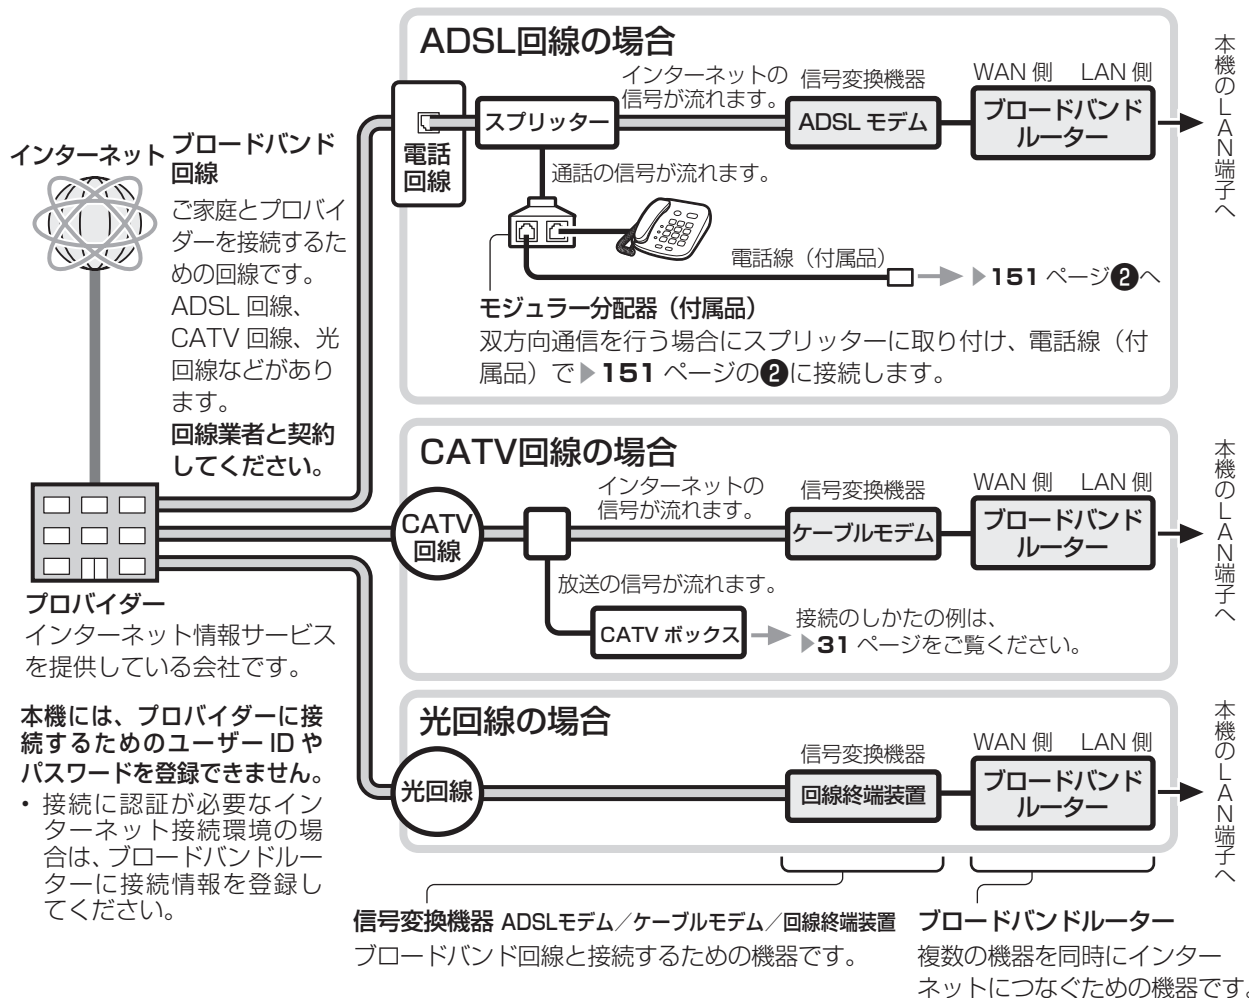 インターネット
ブロードバンド
回線
ご家庭とプロバイ
ダーを接続するた
めの回線です。
ADSL 回線、
CATV 回線、光
回線などがあり
ます。
回線業者と契約
してください。
プロバイダー
インターネット情報サービス
を提供している会社です。
本機には、プロバイダーに接
続するためのユーザー ID や
パスワードを登録できません。
• 接続に認証が必要なイン
ターネット接続環境の場
合は、ブロードバンドルー
ターに接続情報を登録し
てください。
ADSL回線の場合
電話
回線
スプリッター
インターネットの
信号が流れます。
信号変換機器
ADSL モデム
WAN 側 LAN 側
ブロードバンド
ルーター
本機のLAN端子へ
通話の信号が流れます。
電話線（付属品）
▶151 ページ❷へ
モジュラー分配器（付属品）
双方向通信を行う場合にスプリッターに取り付け、電話線（付
属品）で▶151 ページの❷に接続します。
CATV回線の場合
CATV
回線
インターネットの
信号が流れます。
信号変換機器
ケーブルモデム
WAN 側 LAN 側
ブロードバンド
ルーター
本機のLAN端子へ
放送の信号が流れます。
CATV ボックス
接続のしかたの例は、
▶31 ページをご覧ください。
光回線の場合
光回線
信号変換機器
回線終端装置
WAN 側 LAN 側
ブロードバンド
ルーター
本機のLAN端子へ
信号変換機器 ADSLモデム／ケーブルモデム／回線終端装置
ブロードバンド回線と接続するための機器です。
ブロードバンドルーター
複数の機器を同時にインター
ネットにつなぐための機器です。